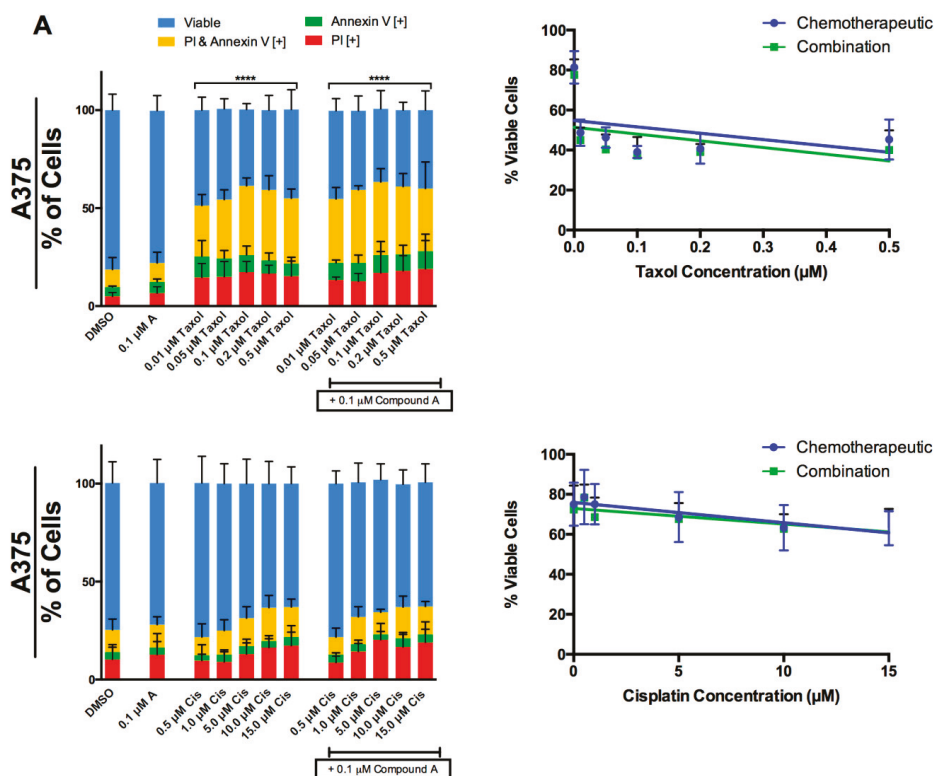 A
Viable
Annexin V [+]
PI & Annexin V [+]
PI [+]
****
****
100
50
0
A375
% of Cells
DMSO
0.1 µM A
0.01 µM Taxol
0.05 µM Taxol
0.1 µM Taxol
0.2 µM Taxol
0.5 µM Taxol
0.01 µM Taxol
0.05 µM Taxol
0.1 µM Taxol
0.2 µM Taxol
0.5 µM Taxol
+ 0.1 µM Compound A
Chemotherapeutic
Combination
100
80
60
40
20
0
% Viable Cells
0.0 0.1 0.2 0.3 0.4 0.5
Taxol Concentration (µM)
100
50
0
A375
% of Cells
DMSO
0.1 µM A
0.5 µM Cis
1.0 µM Cis
5.0 µM Cis
10.0 µM Cis
15.0 µM Cis
0.5 µM Cis
1.0 µM Cis
5.0 µM Cis
10.0 µM Cis
15.0 µM Cis
+ 0.1 µM Compound A
Chemotherapeutic
Combination
100
80
60
40
20
0
% Viable Cells
0 5 10 15
Cisplatin Concentration (µM)